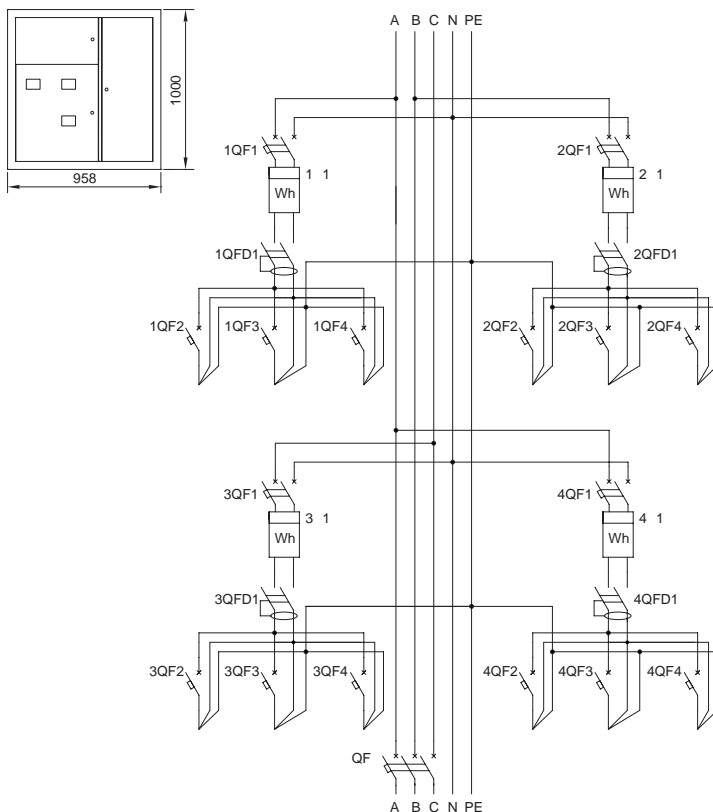 A B C N PE
1000
958
1QF1
1 1
Wh
2QF1
2 1
Wh
1QFD1
2QFD1
1QF2 1QF3 1QF4
2QF2 2QF3 2QF4
3QF1
3 1
Wh
4QF1
4 1
Wh
3QFD1
4QFD1
3QF2 3QF3 3QF4
4QF2 4QF3 4QF4
QF
A B C N PE